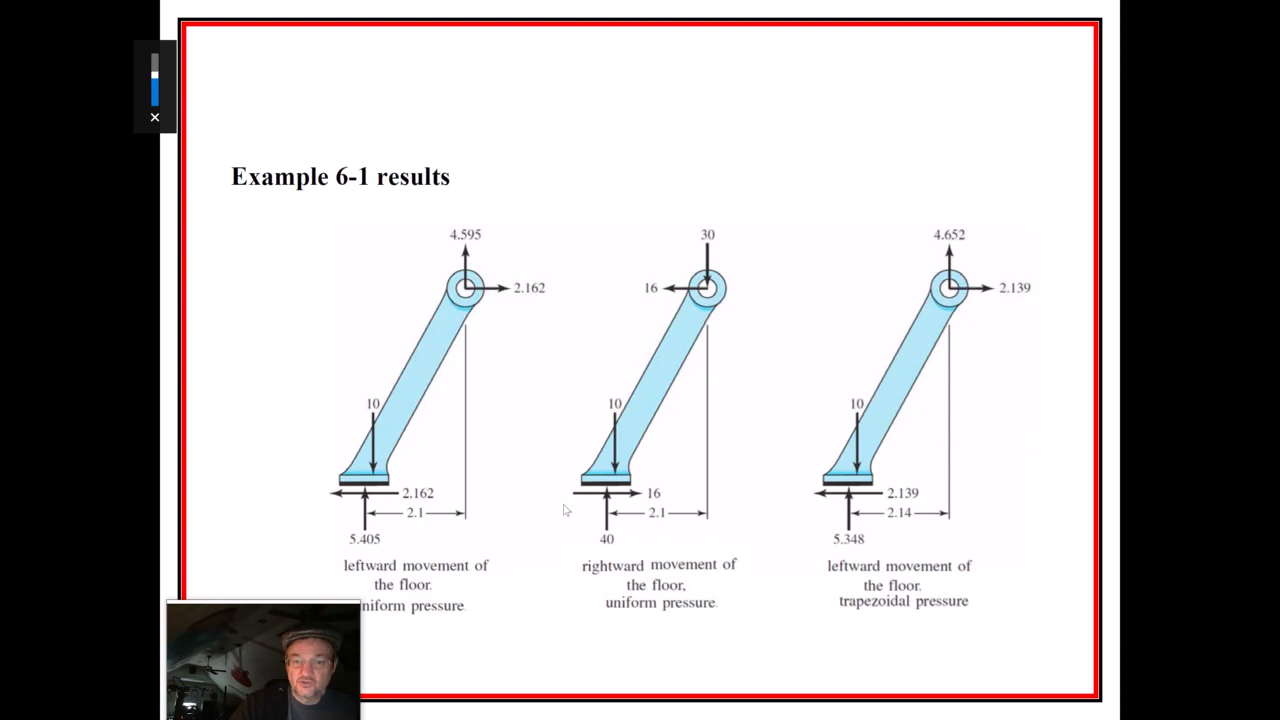 Example 6-1 results
4.595
2.162
10
2.162
2.1
5.405
leftward movement of
the floor.
niform pressure.
30
16
10
16
2.1
40
rightward movement of
the floor,
uniform pressure.
4.652
2.139
10
2.139
2.14
5.348
leftward movement of
the floor.
trapezoidal pressure